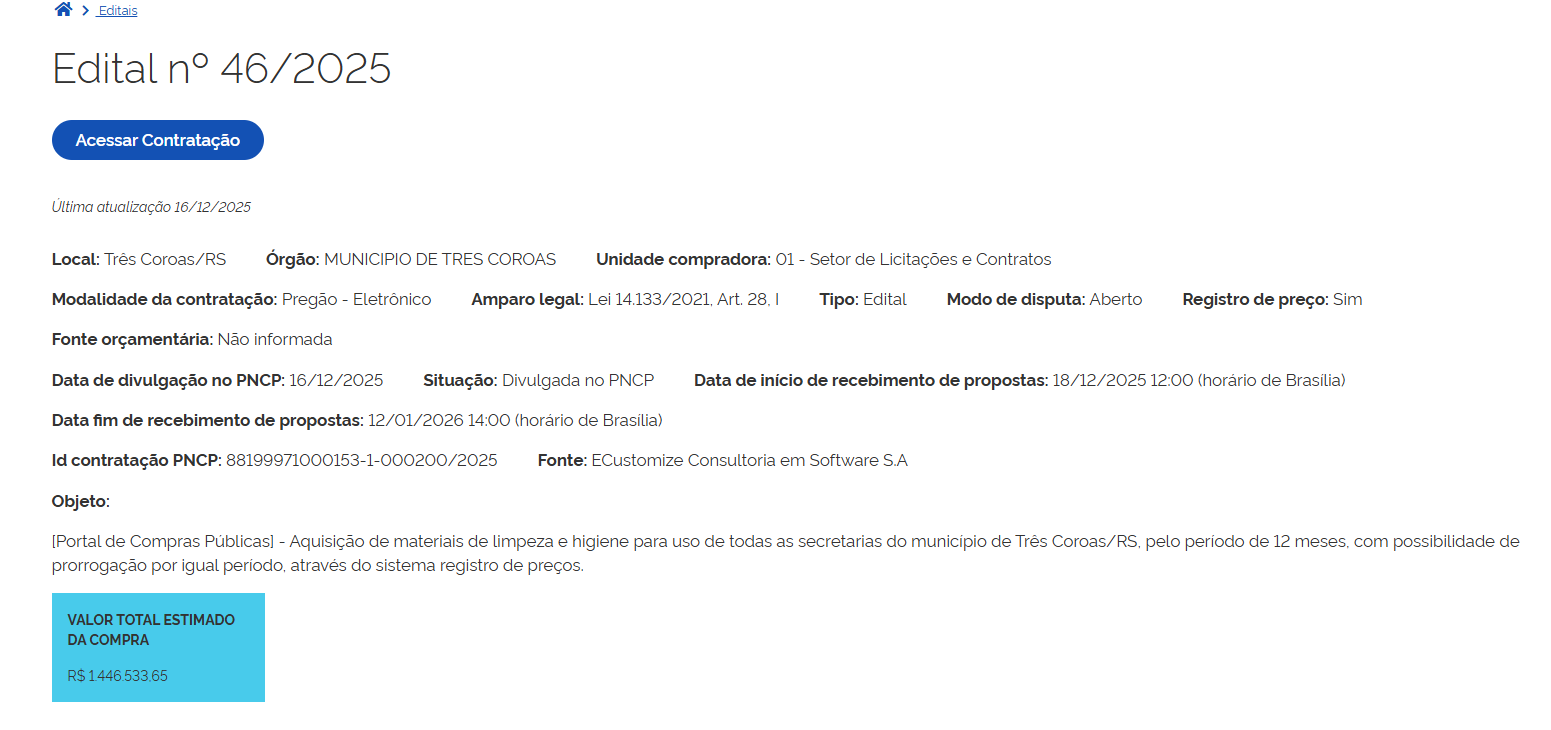 Editais
Edital nº 46/2025
Acessar Contratação
Última atualização 16/12/2025
Local: Três Coroas/RS Órgão: MUNICIPIO DE TRES COROAS Unidade compradora: 01 - Setor de Licitações e Contratos
Modalidade da contratação: Pregão - Eletrônico Amparo legal: Lei 14.133/2021, Art. 28, I Tipo: Edital Modo de disputa: Aberto Registro de preço: Sim
Fonte orçamentária: Não informada
Data de divulgação no PNCP: 16/12/2025 Situação: Divulgada no PNCP Data de início de recebimento de propostas: 18/12/2025 12:00 (horário de Brasília)
Data fim de recebimento de propostas: 12/01/2026 14:00 (horário de Brasília)
Id contratação PNCP: 88199971000153-1-000200/2025 Fonte: ECustomize Consultoria em Software S.A
Objeto:
[Portal de Compras Públicas] - Aquisição de materiais de limpeza e higiene para uso de todas as secretarias do município de Três Coroas/RS, pelo período de 12 meses, com possibilidade de
prorrogação por igual período, através do sistema registro de preços.
VALOR TOTAL ESTIMADO
DA COMPRA
R$ 1.446.533,65